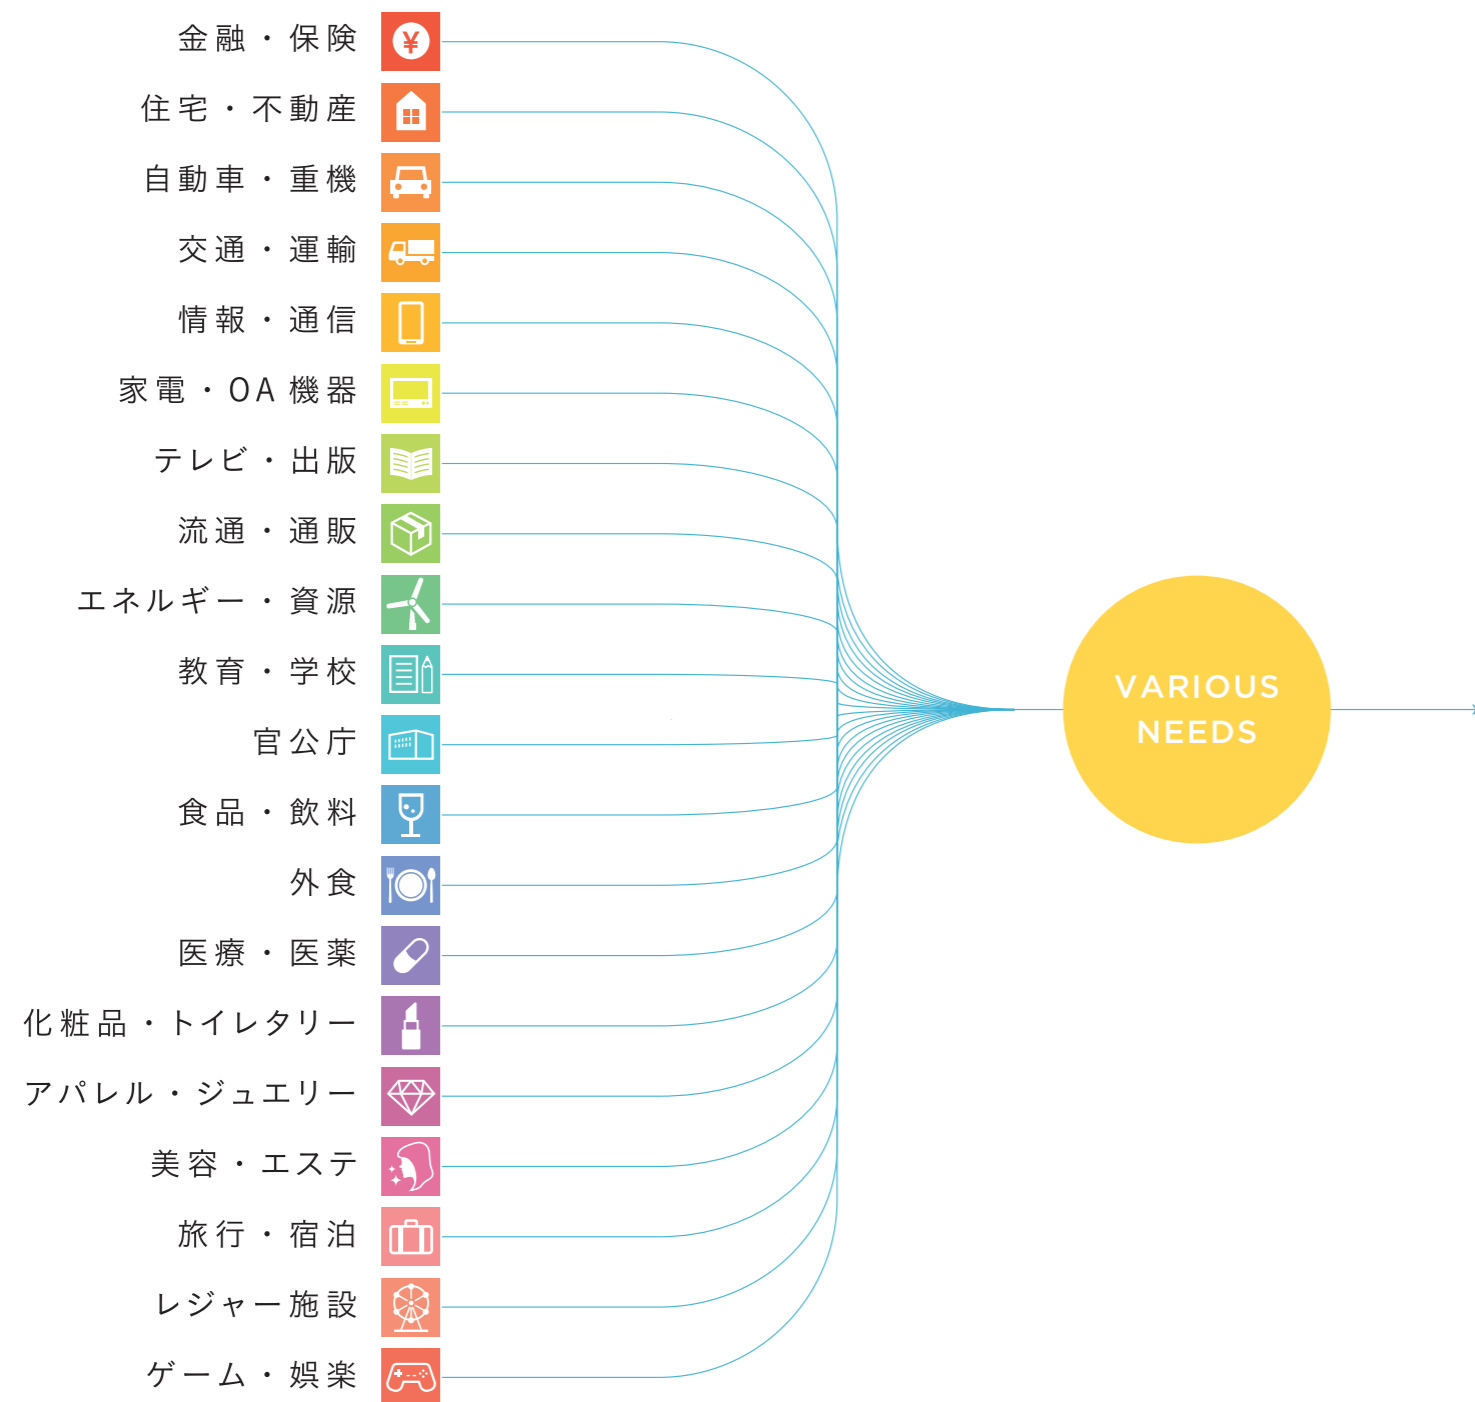 金融・保険
住宅・不動産
自動車・重機
交通・運輸
情報・通信
家電・OA 機器
テレビ・出版
流通・通販
エネルギー・資源
教育・学校
官公庁
食品・飲料
外食
医療・医薬
化粧品・トイレタリー
アパレル・ジュエリー
美容・エステ
旅行・宿泊
レジャー施設
ゲーム・娯楽
VARIOUS
NEEDS